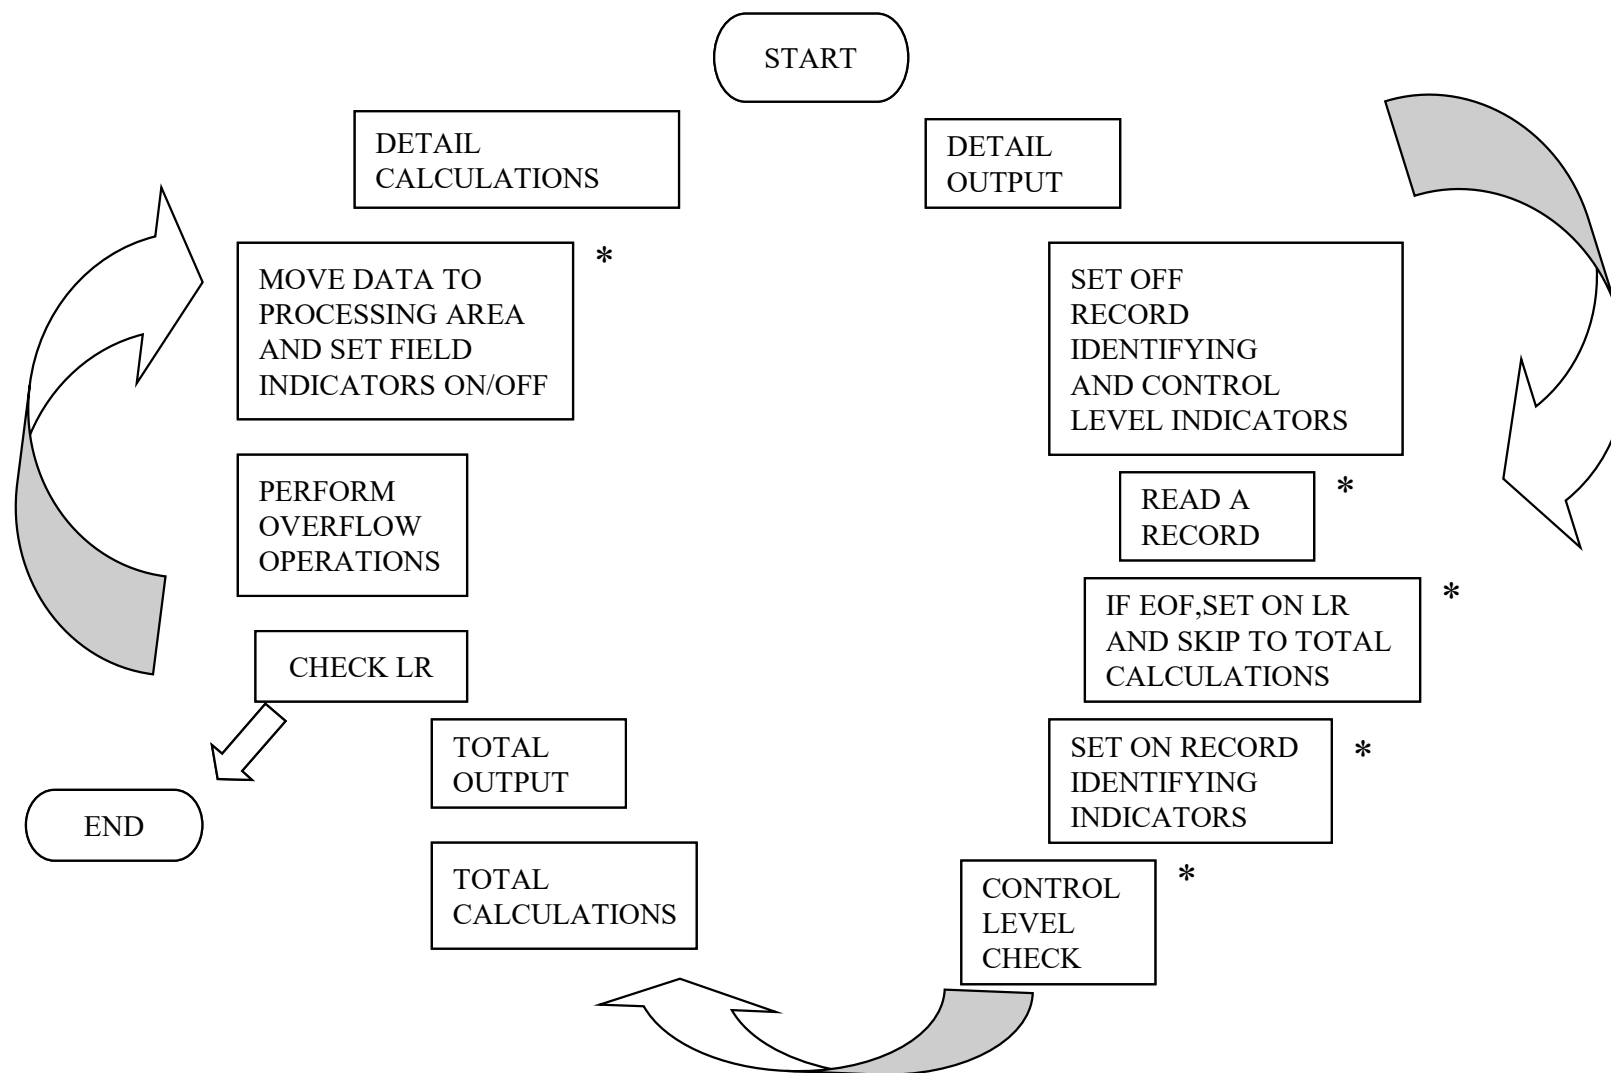 START
DETAIL
OUTPUT
SET OFF
RECORD
IDENTIFYING
AND CONTROL
LEVEL INDICATORS
READ A
RECORD
*
IF EOF,SET ON LR
AND SKIP TO TOTAL
CALCULATIONS
*
SET ON RECORD
IDENTIFYING
INDICATORS
*
CONTROL
LEVEL
CHECK
*
TOTAL
CALCULATIONS
TOTAL
OUTPUT
CHECK LR
END
PERFORM
OVERFLOW
OPERATIONS
MOVE DATA TO
PROCESSING AREA
AND SET FIELD
INDICATORS ON/OFF
*
DETAIL
CALCULATIONS